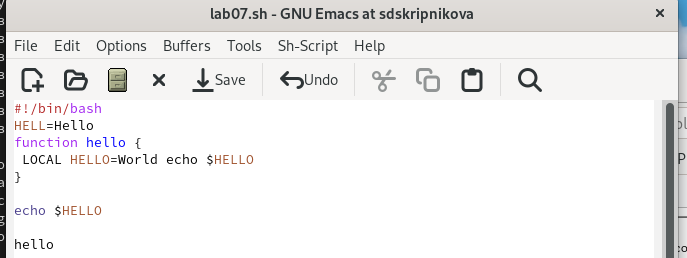 lab07.sh - GNU Emacs at sdskripnikova
File Edit Options Buffers Tools Sh-Script Help
Save Undo
#!/bin/bash
HELL=Hello
function hello {
LOCAL HELLO=World echo $HELLO
}
echo $HELLO
hello